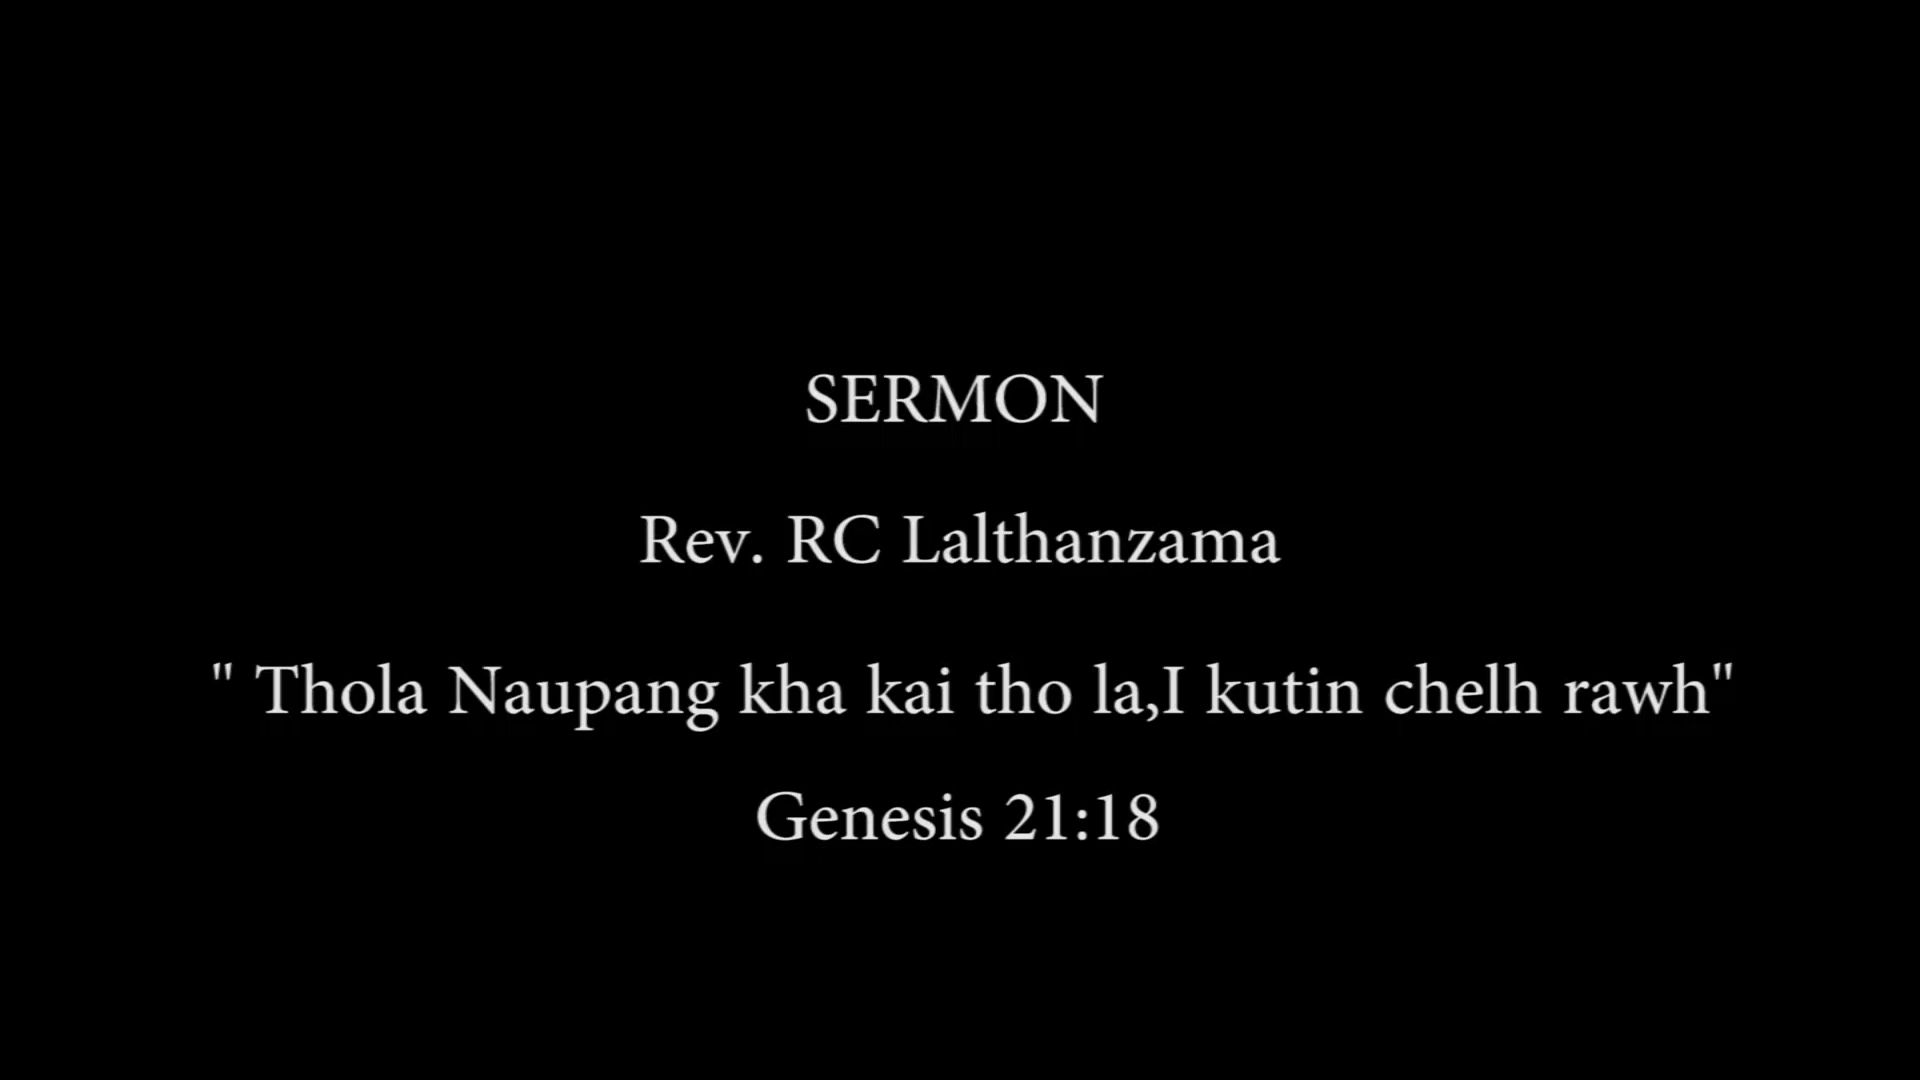 SERMON
Rev. RC Lalthanzama
" Thola Naupang kha kai tho la,I kutin chelh rawh"
Genesis 21:18